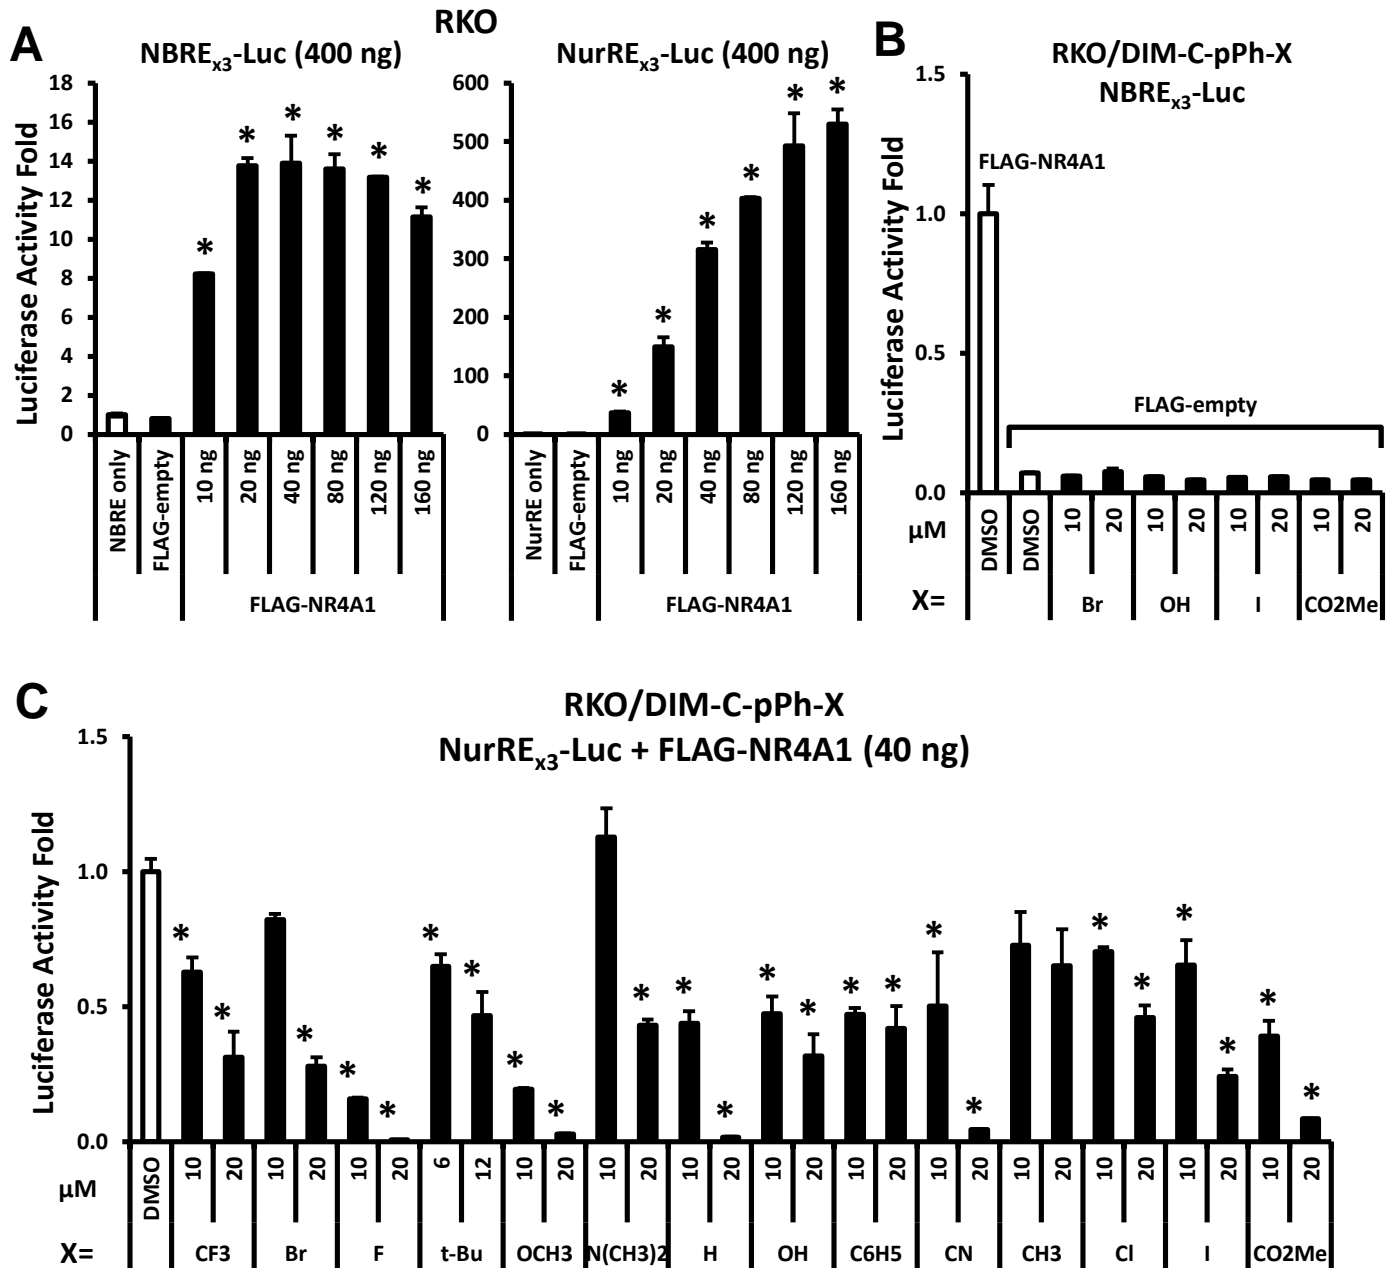 RKO
A
NBREx3-Luc (400 ng)
Luciferase Activity Fold
18
16
14
12
10
8
6
4
2
0
* * * * * *
NBRE only
FLAG-empty
10 ng
20 ng
40 ng
80 ng
120 ng
160 ng
FLAG-NR4A1
NurREx3-Luc (400 ng)
600
500
400
300
200
100
0
* * * * * *
NurRE only
FLAG-empty
10 ng
20 ng
40 ng
80 ng
120 ng
160 ng
FLAG-NR4A1
B
RKO/DIM-C-pPh-X
NBREx3-Luc
Luciferase Activity Fold
1.5
1.0
0.5
0.0
FLAG-NR4A1
FLAG-empty
µM
DMSO
DMSO
10
20
10
20
10
20
10
20
X= Br OH I CO2Me
C
RKO/DIM-C-pPh-X
NurREx3-Luc + FLAG-NR4A1 (40 ng)
Luciferase Activity Fold
1.5
1.0
0.5
0.0
* * * * * * * * * * * * * * * * * * * * * * *
µM
DMSO
10
20
10
20
10
20
6
12
10
20
10
20
10
20
10
20
10
20
10
20
10
20
10
20
10
20
10
20
X= CF3 Br F t-Bu OCH3 N(CH3)2 H OH C6H5 CN CH3 Cl I CO2Me